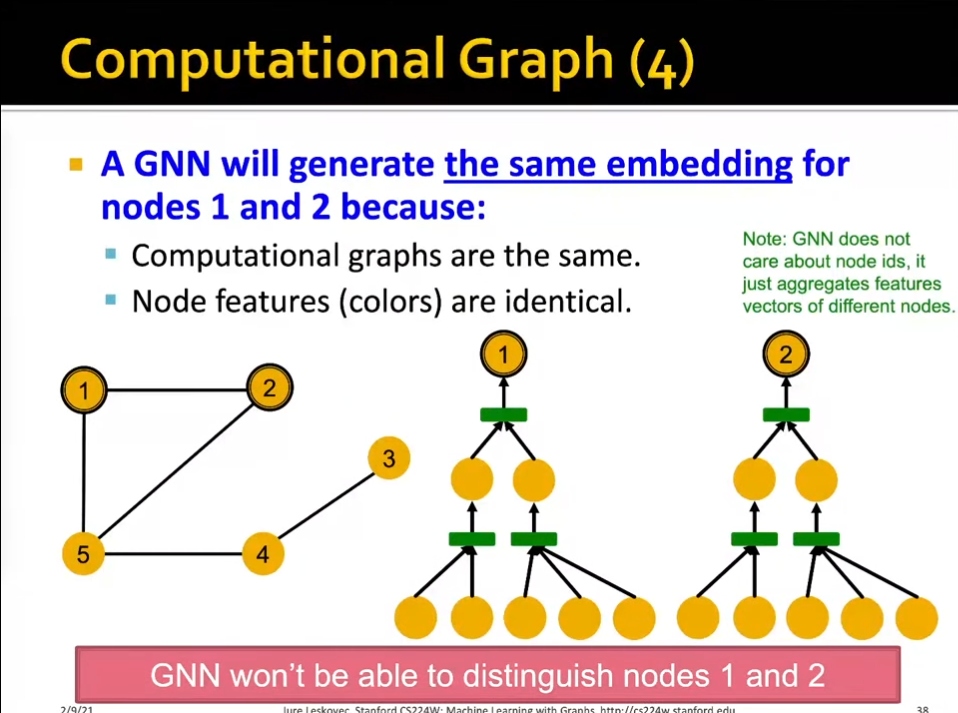 Computational Graph (4)
A GNN will generate the same embedding for
nodes 1 and 2 because:
Computational graphs are the same.
Node features (colors) are identical.
Note: GNN does not
care about node ids, it
just aggregates features
vectors of different nodes.
1
2
3
5
4
1
2
GNN won't be able to distinguish nodes 1 and 2
2/9/21
Jure Leskovec, Stanford CS224W: Machine Learning with Graphs, http://cs224w.stanford.edu
38